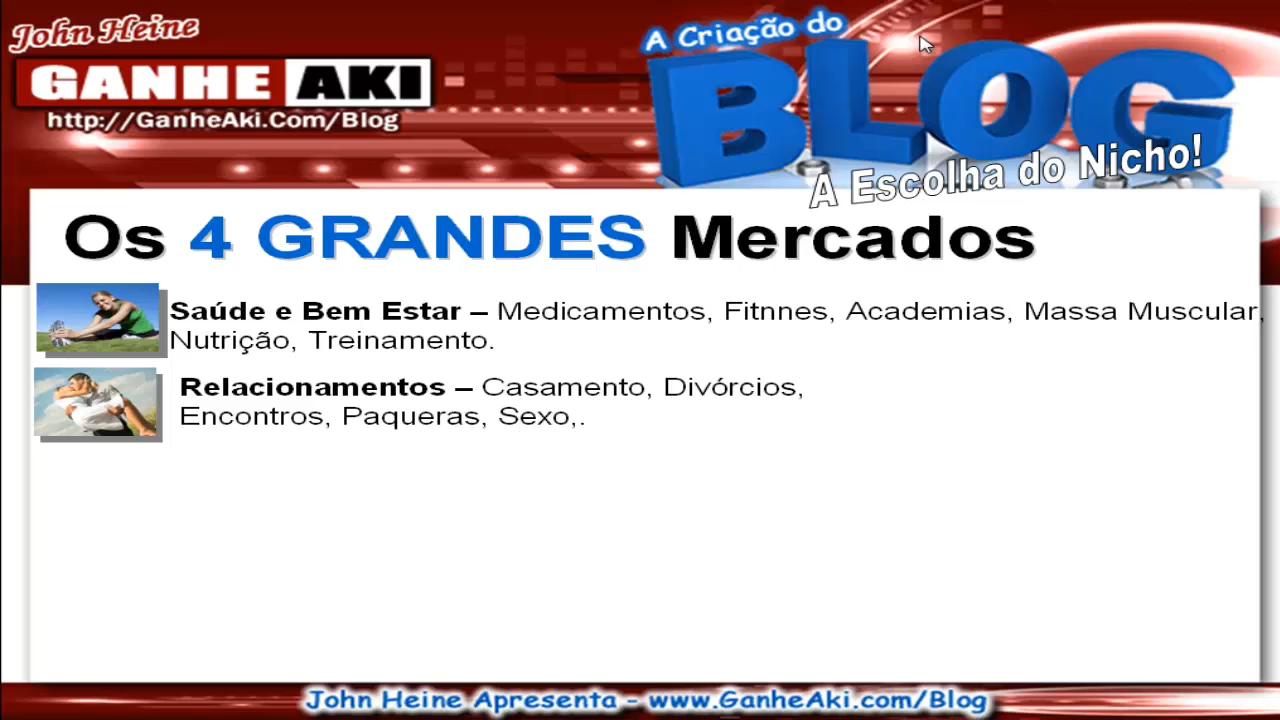 John Heine
GANHE AKI
http://GanheAki.Com/Blog
A Criação do
BLOG
A Escolha do Nicho!
Os 4 GRANDES Mercados
Saúde e Bem Estar – Medicamentos, Fitnnes, Academias, Massa Muscular,
Nutrição, Treinamento.
Relacionamentos – Casamento, Divórcios,
Encontros, Paqueras, Sexo,.
John Heine Apresenta - www.GanheAki.com/Blog